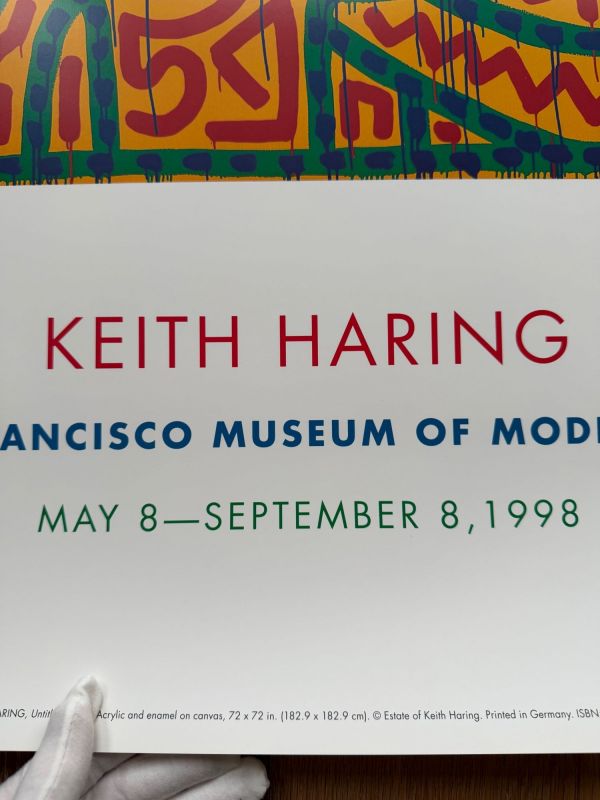 KEITH HARING
ANCISCO MUSEUM OF MOD
MAY 8—SEPTEMBER 8, 1998
ARING, Untitl Acrylic and enamel on canvas, 72 x 72 in. (182.9 x 182.9 cm). © Estate of Keith Haring. Printed in Germany. ISBN